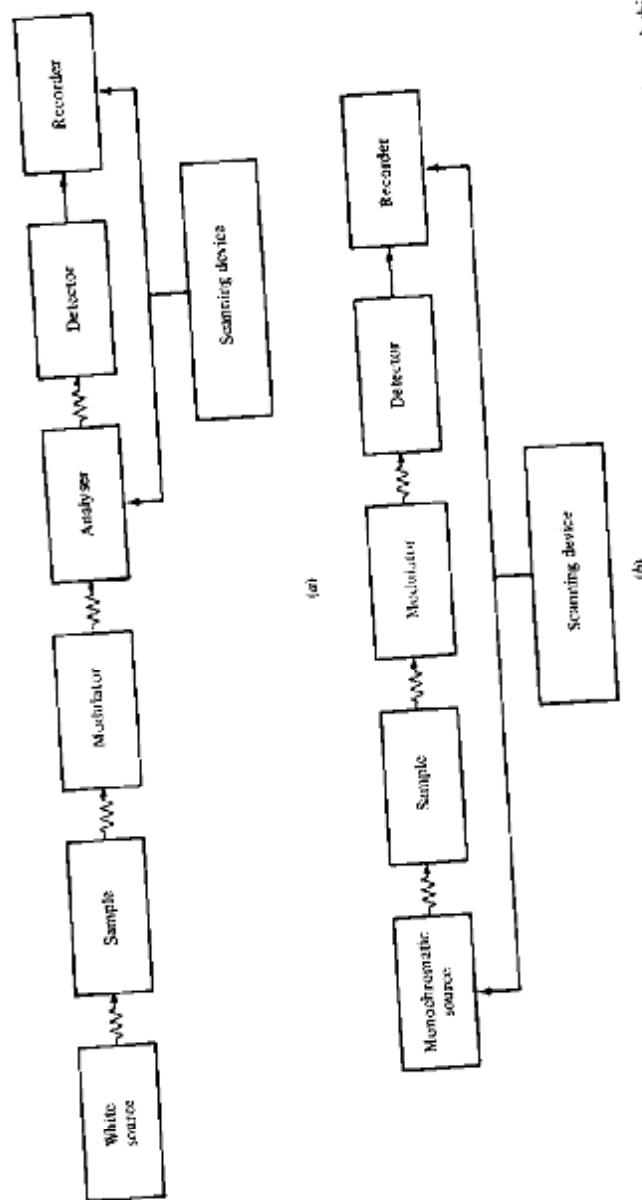 White
source
Sample
Modulator
Analyser
Detector
Recorder
Scanning device
(a)
Monochromatic
source
Sample
Modulator
Detector
Recorder
Scanning device
(b)